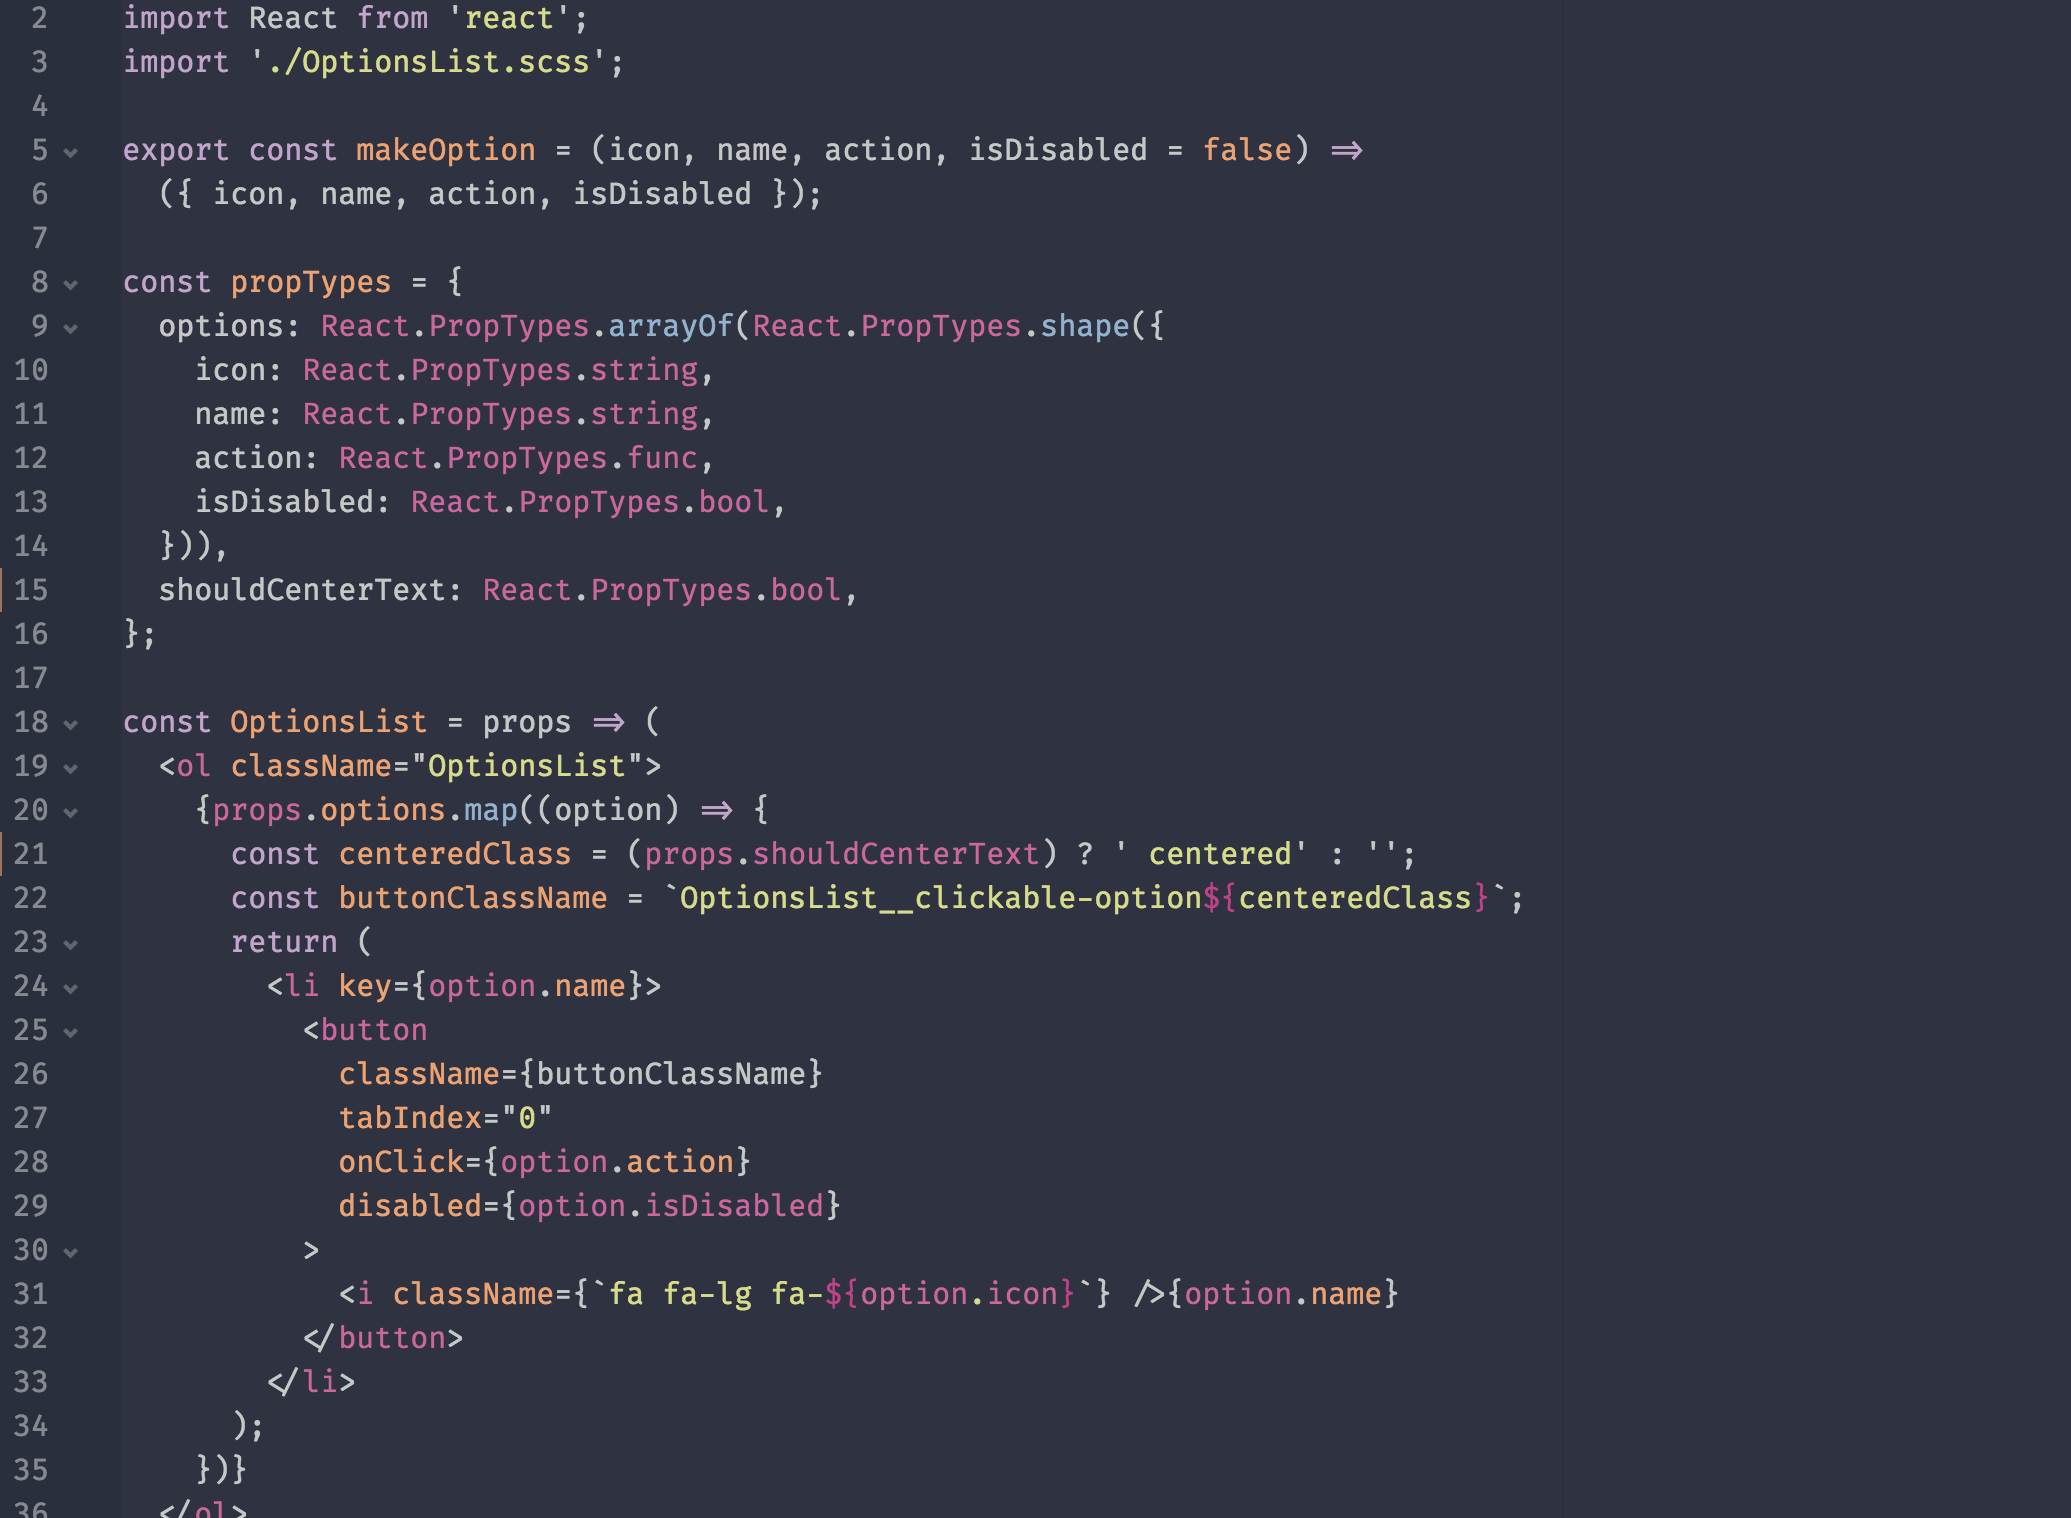 2 import React from 'react';
3 import './OptionsList.scss';
4
5 export const makeOption = (icon, name, action, isDisabled = false) =>
6   ({ icon, name, action, isDisabled });
7
8 const propTypes = {
9   options: React.PropTypes.arrayOf(React.PropTypes.shape({
10     icon: React.PropTypes.string,
11     name: React.PropTypes.string,
12     action: React.PropTypes.func,
13     isDisabled: React.PropTypes.bool,
14   })),
15   shouldCenterText: React.PropTypes.bool,
16 };
17
18 const OptionsList = props => (
19   <ol className="OptionsList">
20     {props.options.map((option) => {
21       const centeredClass = (props.shouldCenterText) ? ' centered' : '';
22       const buttonClassName = `OptionsList__clickable-option${centeredClass}`;
23       return (
24         <li key={option.name}>
25           <button
26             className={buttonClassName}
27             tabIndex="0"
28             onClick={option.action}
29             disabled={option.isDisabled}
30           >
31             <i className={`fa fa-lg fa-${option.icon}`} />{option.name}
32           </button>
33         </li>
34       );
35     })}
36   </ol>